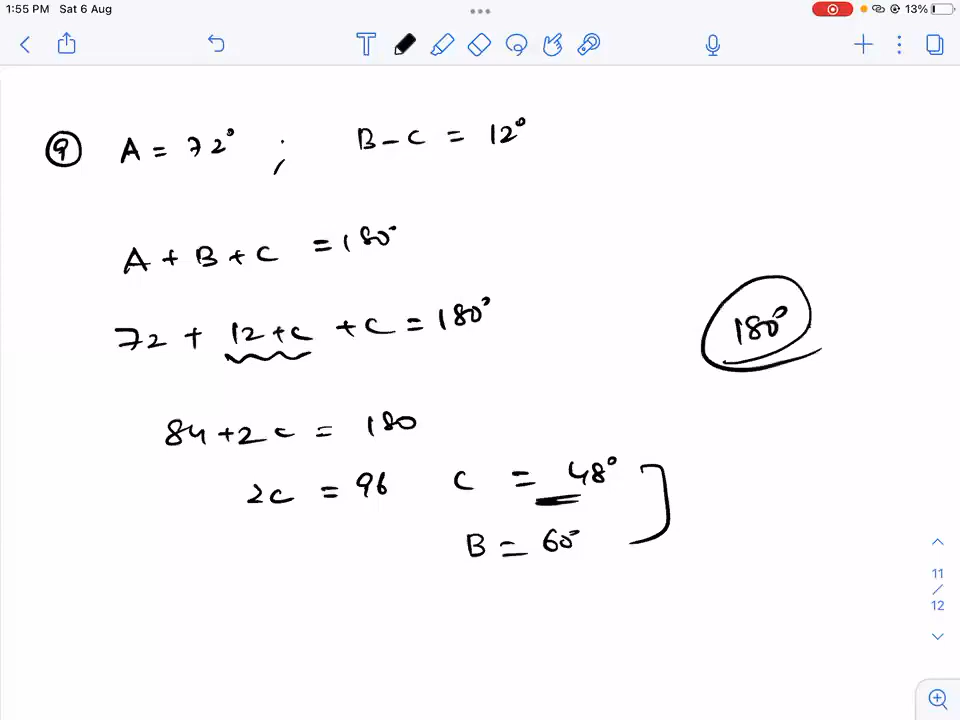 1:55 PM Sat 6 Aug
13%
T
⑨ A = 72° ; B - C = 12°
A + B + C = 180°
72 + 12+C + C = 180°
180°
84 + 2C = 180
2C = 96 C = 48°
B = 60°
11
/
12